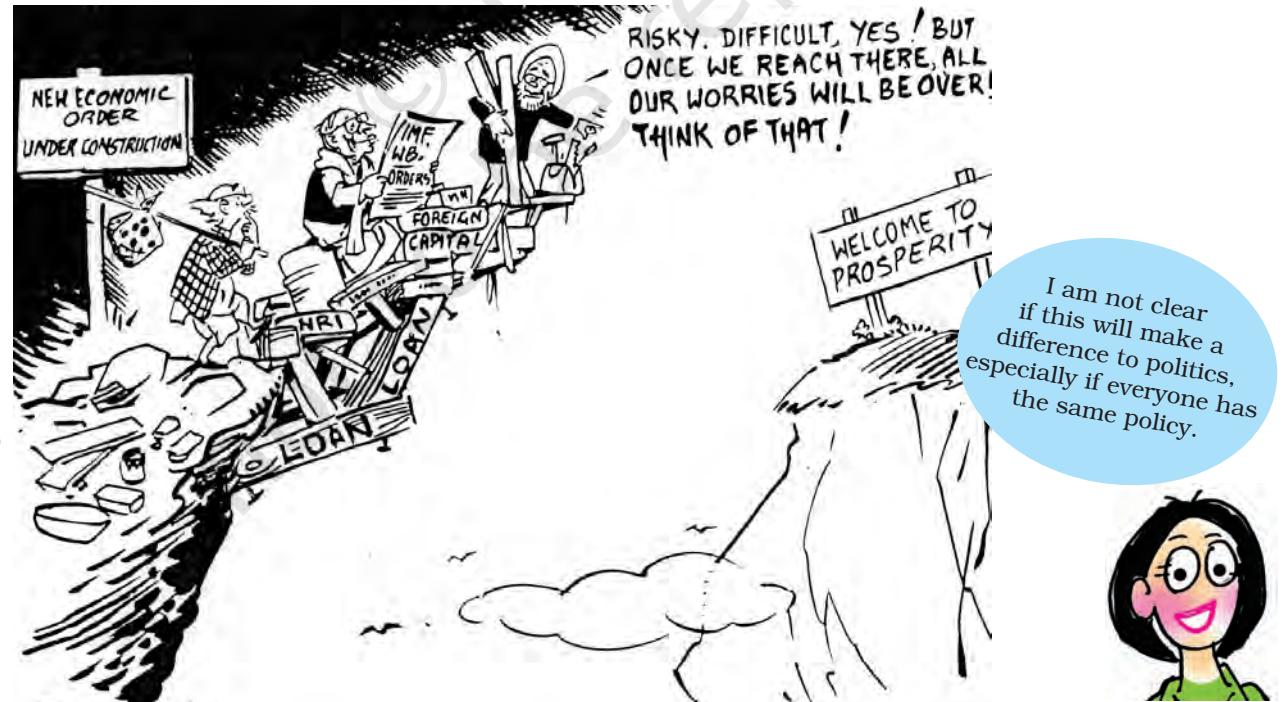 NEW ECONOMIC
ORDER
UNDER CONSTRUCTION
RISKY. DIFFICULT, YES! BUT
ONCE WE REACH THERE, ALL
OUR WORRIES WILL BE OVER!
THINK OF THAT!
IMF,
WB.
ORDERS
FOREIGN
CAPITAL
NRI
LOAN
LOAN
WELCOME TO
PROSPERITY
I am not clear
if this will make a
difference to politics,
especially if everyone has
the same policy.